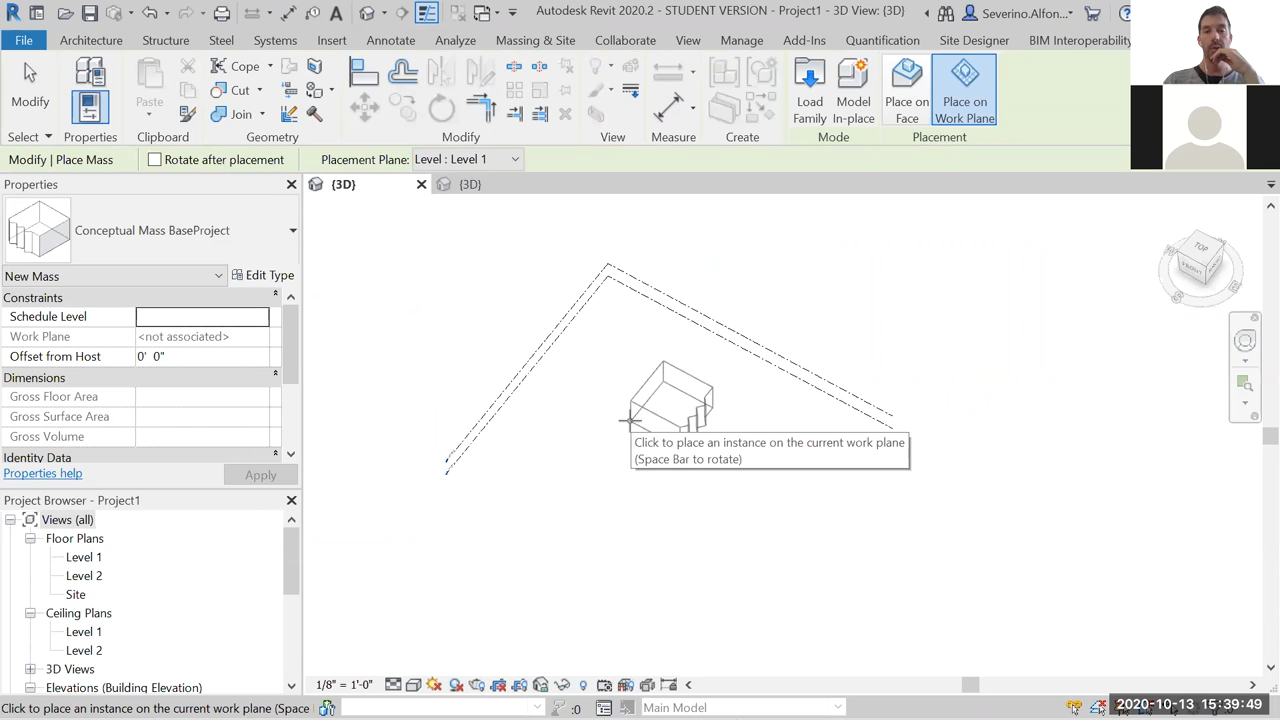 Autodesk Revit 2020.2 - STUDENT VERSION - Project1 - 3D View: {3D}
Severino.Alfon...
File Architecture Structure Steel Systems Insert Annotate Analyze Massing & Site Collaborate View Manage Add-Ins Quantification Site Designer BIM Interoperability
Modify
Paste
Cope
Cut
Join
Load Family
Model In-place
Place on Face
Place on Work Plane
Select Properties Clipboard Geometry Modify View Measure Create Mode Placement
Modify | Place Mass Rotate after placement Placement Plane: Level : Level 1
Properties
{3D} {3D}
Conceptual Mass BaseProject
New Mass Edit Type
Constraints
Schedule Level
Work Plane <not associated>
Offset from Host 0' 0"
Dimensions
Gross Floor Area
Gross Surface Area
Gross Volume
Identity Data
Properties help Apply
TOP
FRONT
Click to place an instance on the current work plane
(Space Bar to rotate)
Project Browser - Project1
Views (all)
Floor Plans
Level 1
Level 2
Site
Ceiling Plans
Level 1
Level 2
3D Views
Elevations (Building Elevation)
1/8" = 1'-0"
Click to place an instance on the current work plane (Space
:0 Main Model
2020-10-13 15:39:49